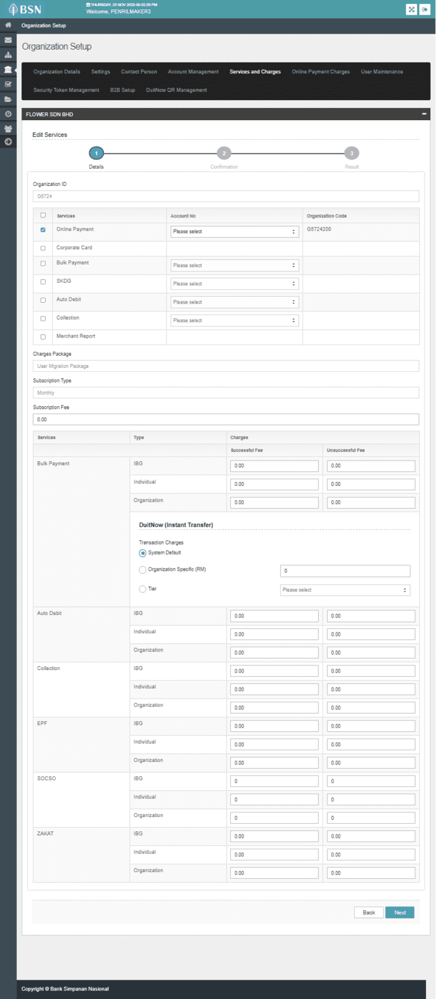 BSN
THURSDAY, 23 NOV 2023 06:03:39 PM
Welcome, PENRILMAKER3
Organization Setup
Organization Setup
Organization Details Settings Contact Person Account Management Services and Charges Online Payment Charges User Maintenance
Security Token Management B2B Setup DuitNow QR Management
FLOWER SDN BHD
Edit Services
1 2 3
Details Confirmation Result
Organization ID
G5724
Services Account No Organization Code
Online Payment Please select G5724200
Corporate Card
Bulk Payment Please select
SKDG Please select
Auto Debit Please select
Collection Please select
Merchant Report
Charges Package
User Migration Package
Subscription Type
Monthly
Subscription Fee
0.00
Services Type Charges
Successful Fee Unsuccessful Fee
Bulk Payment IBG 0.00 0.00
Individual 0.00 0.00
Organization 0.00 0.00
DuitNow (Instant Transfer)
Transaction Charges
System Default
Organization Specific (RM) 0
Tier Please select
Auto Debit IBG 0.00 0.00
Individual 0.00 0.00
Organization 0.00 0.00
Collection IBG 0.00 0.00
Individual 0.00 0.00
Organization 0.00 0.00
EPF IBG 0.00 0.00
Individual 0.00 0.00
Organization 0.00 0.00
SOCSO IBG 0 0
Individual 0 0
Organization 0 0
ZAKAT IBG 0.00 0.00
Individual 0.00 0.00
Organization 0.00 0.00
Back Next
Copyright © Bank Simpanan Nasional